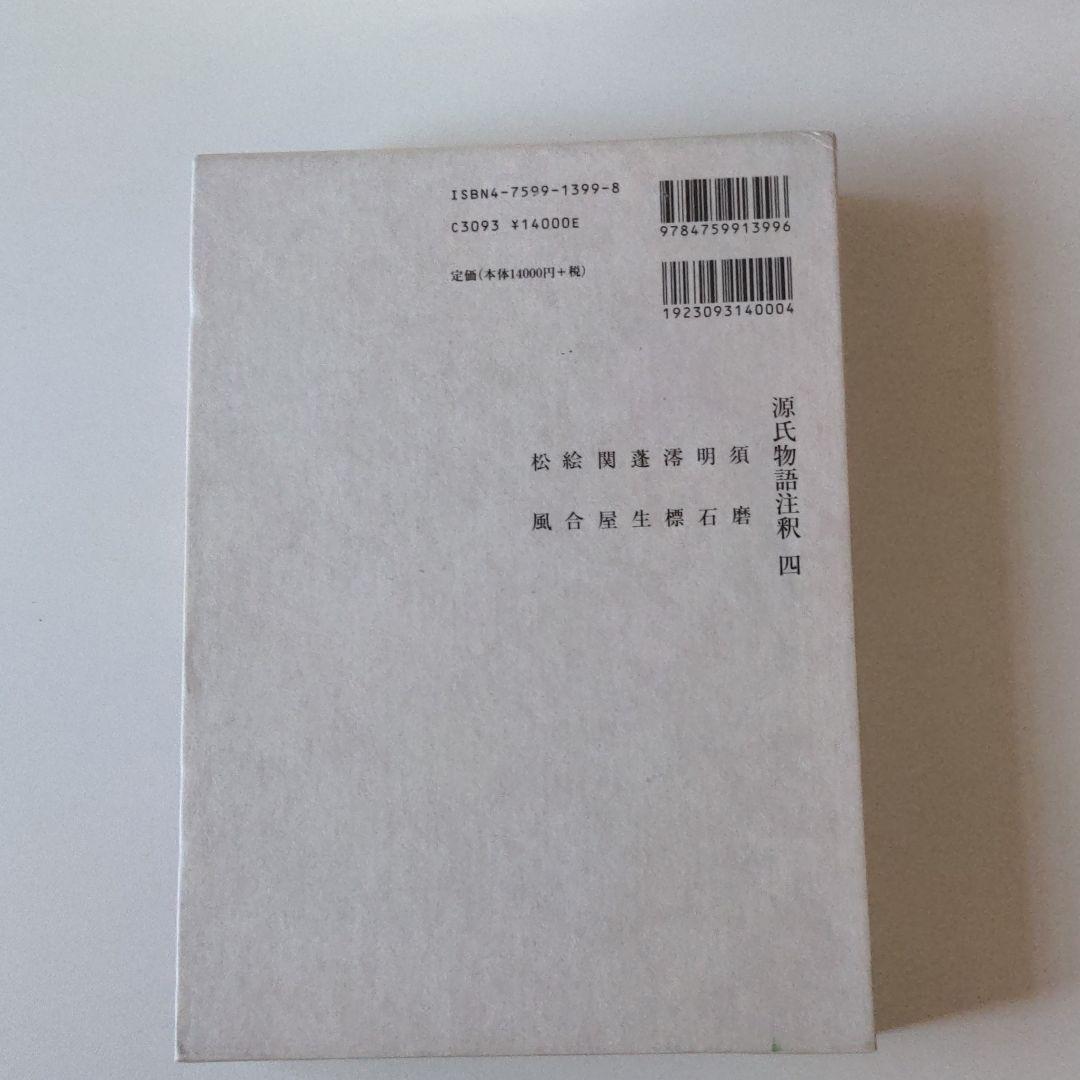 ISBN4-7599-1399-8
C3093 ¥14000E
定価(本体14000円+税)
9784759913996
1923093140004
源氏物語注釈 四
須磨
明石
澪標
蓬生
関屋
絵合
松風